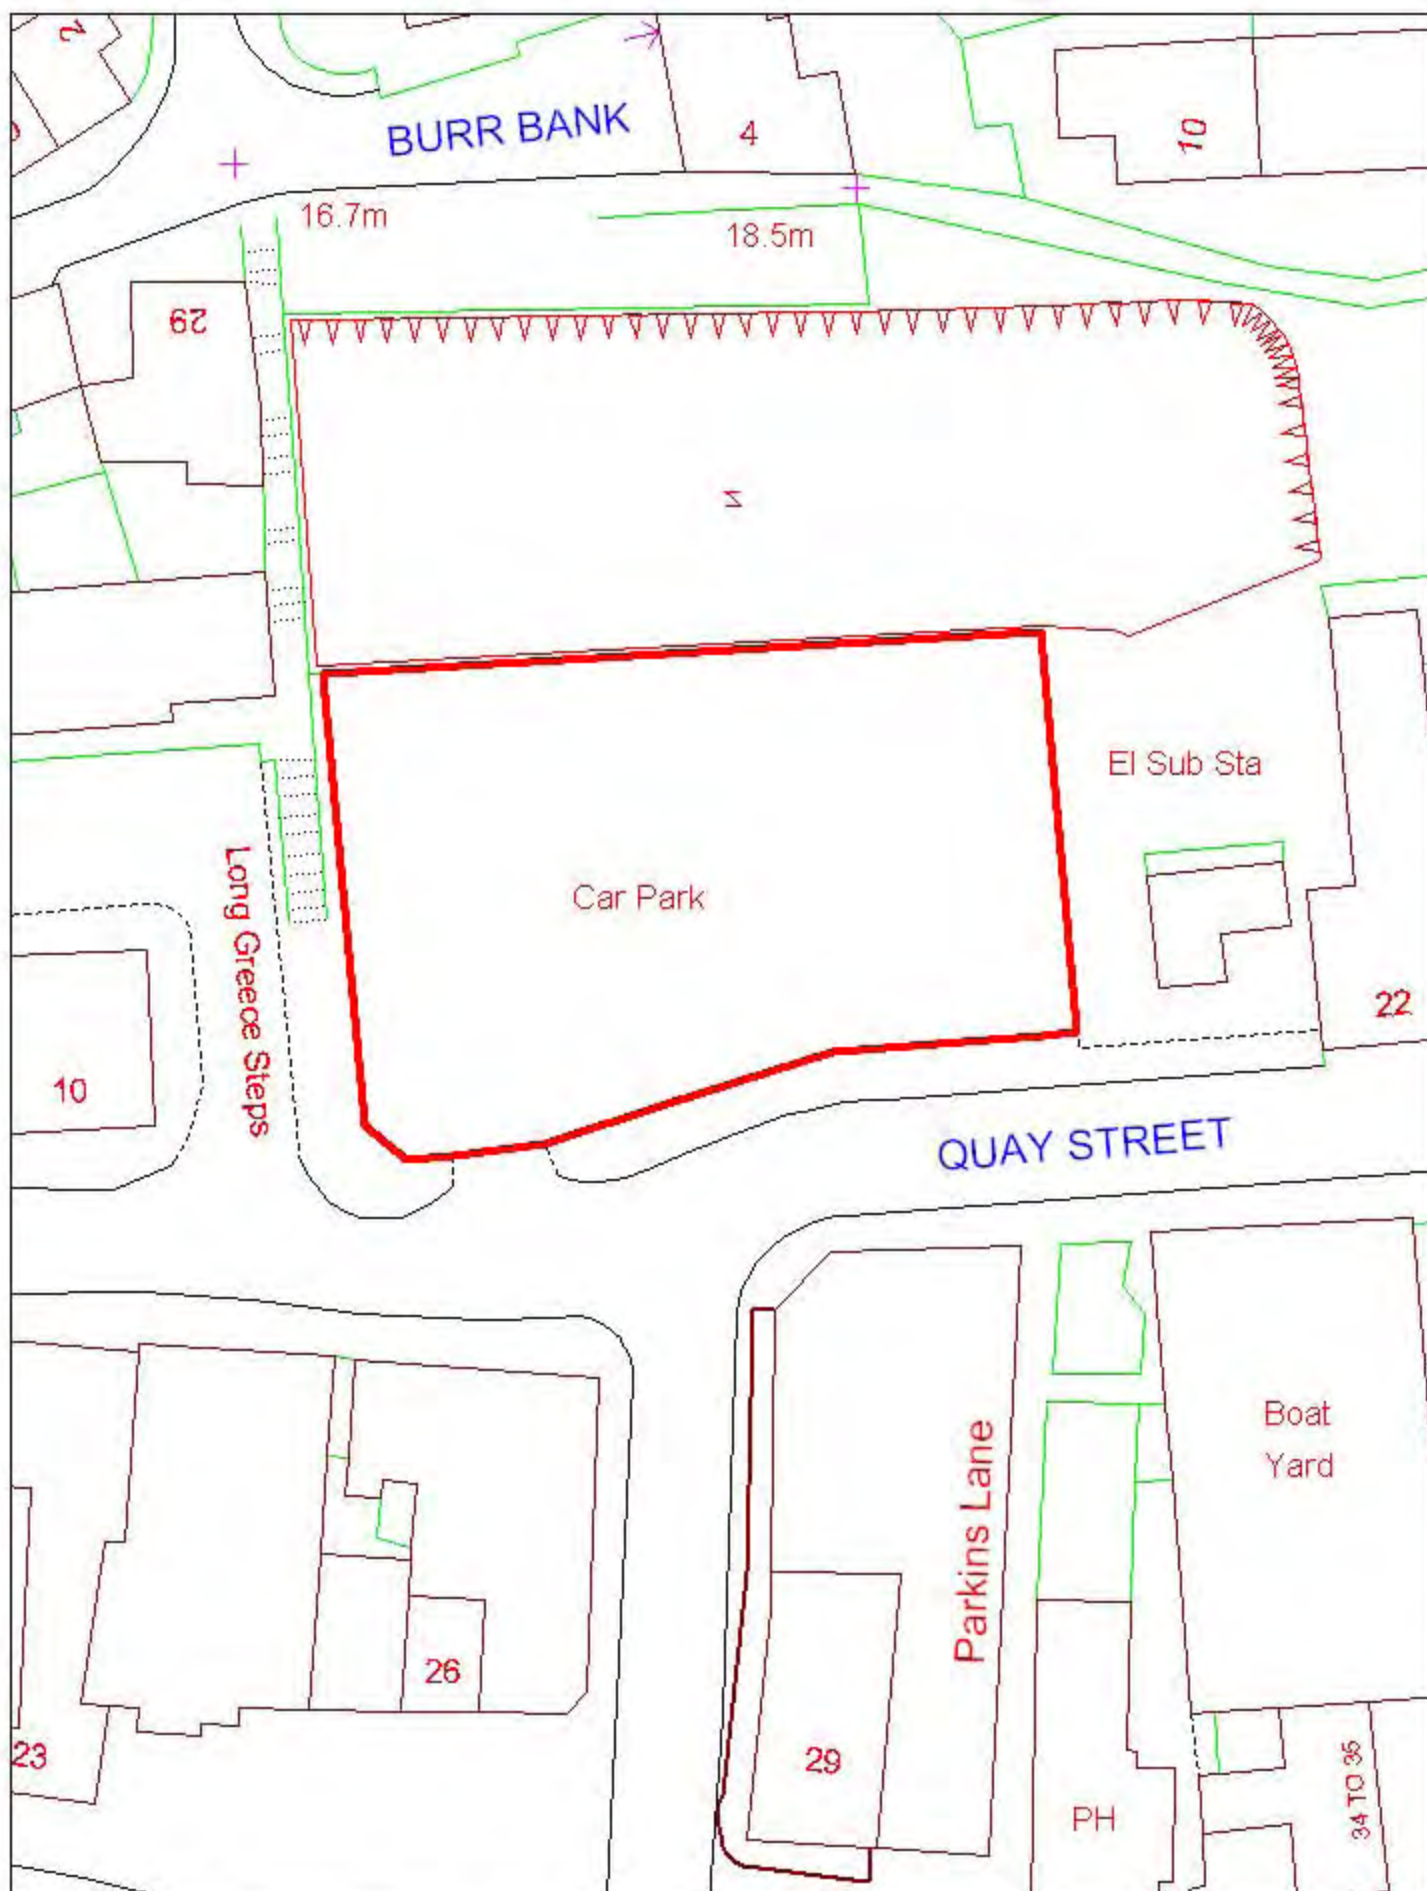 BURR BANK
4
10
16.7m
18.5m
29
El Sub Sta
Car Park
Long Greece Steps
22
10
QUAY STREET
Boat
Yard
Parkins Lane
26
23
29
PH
34 TO 35